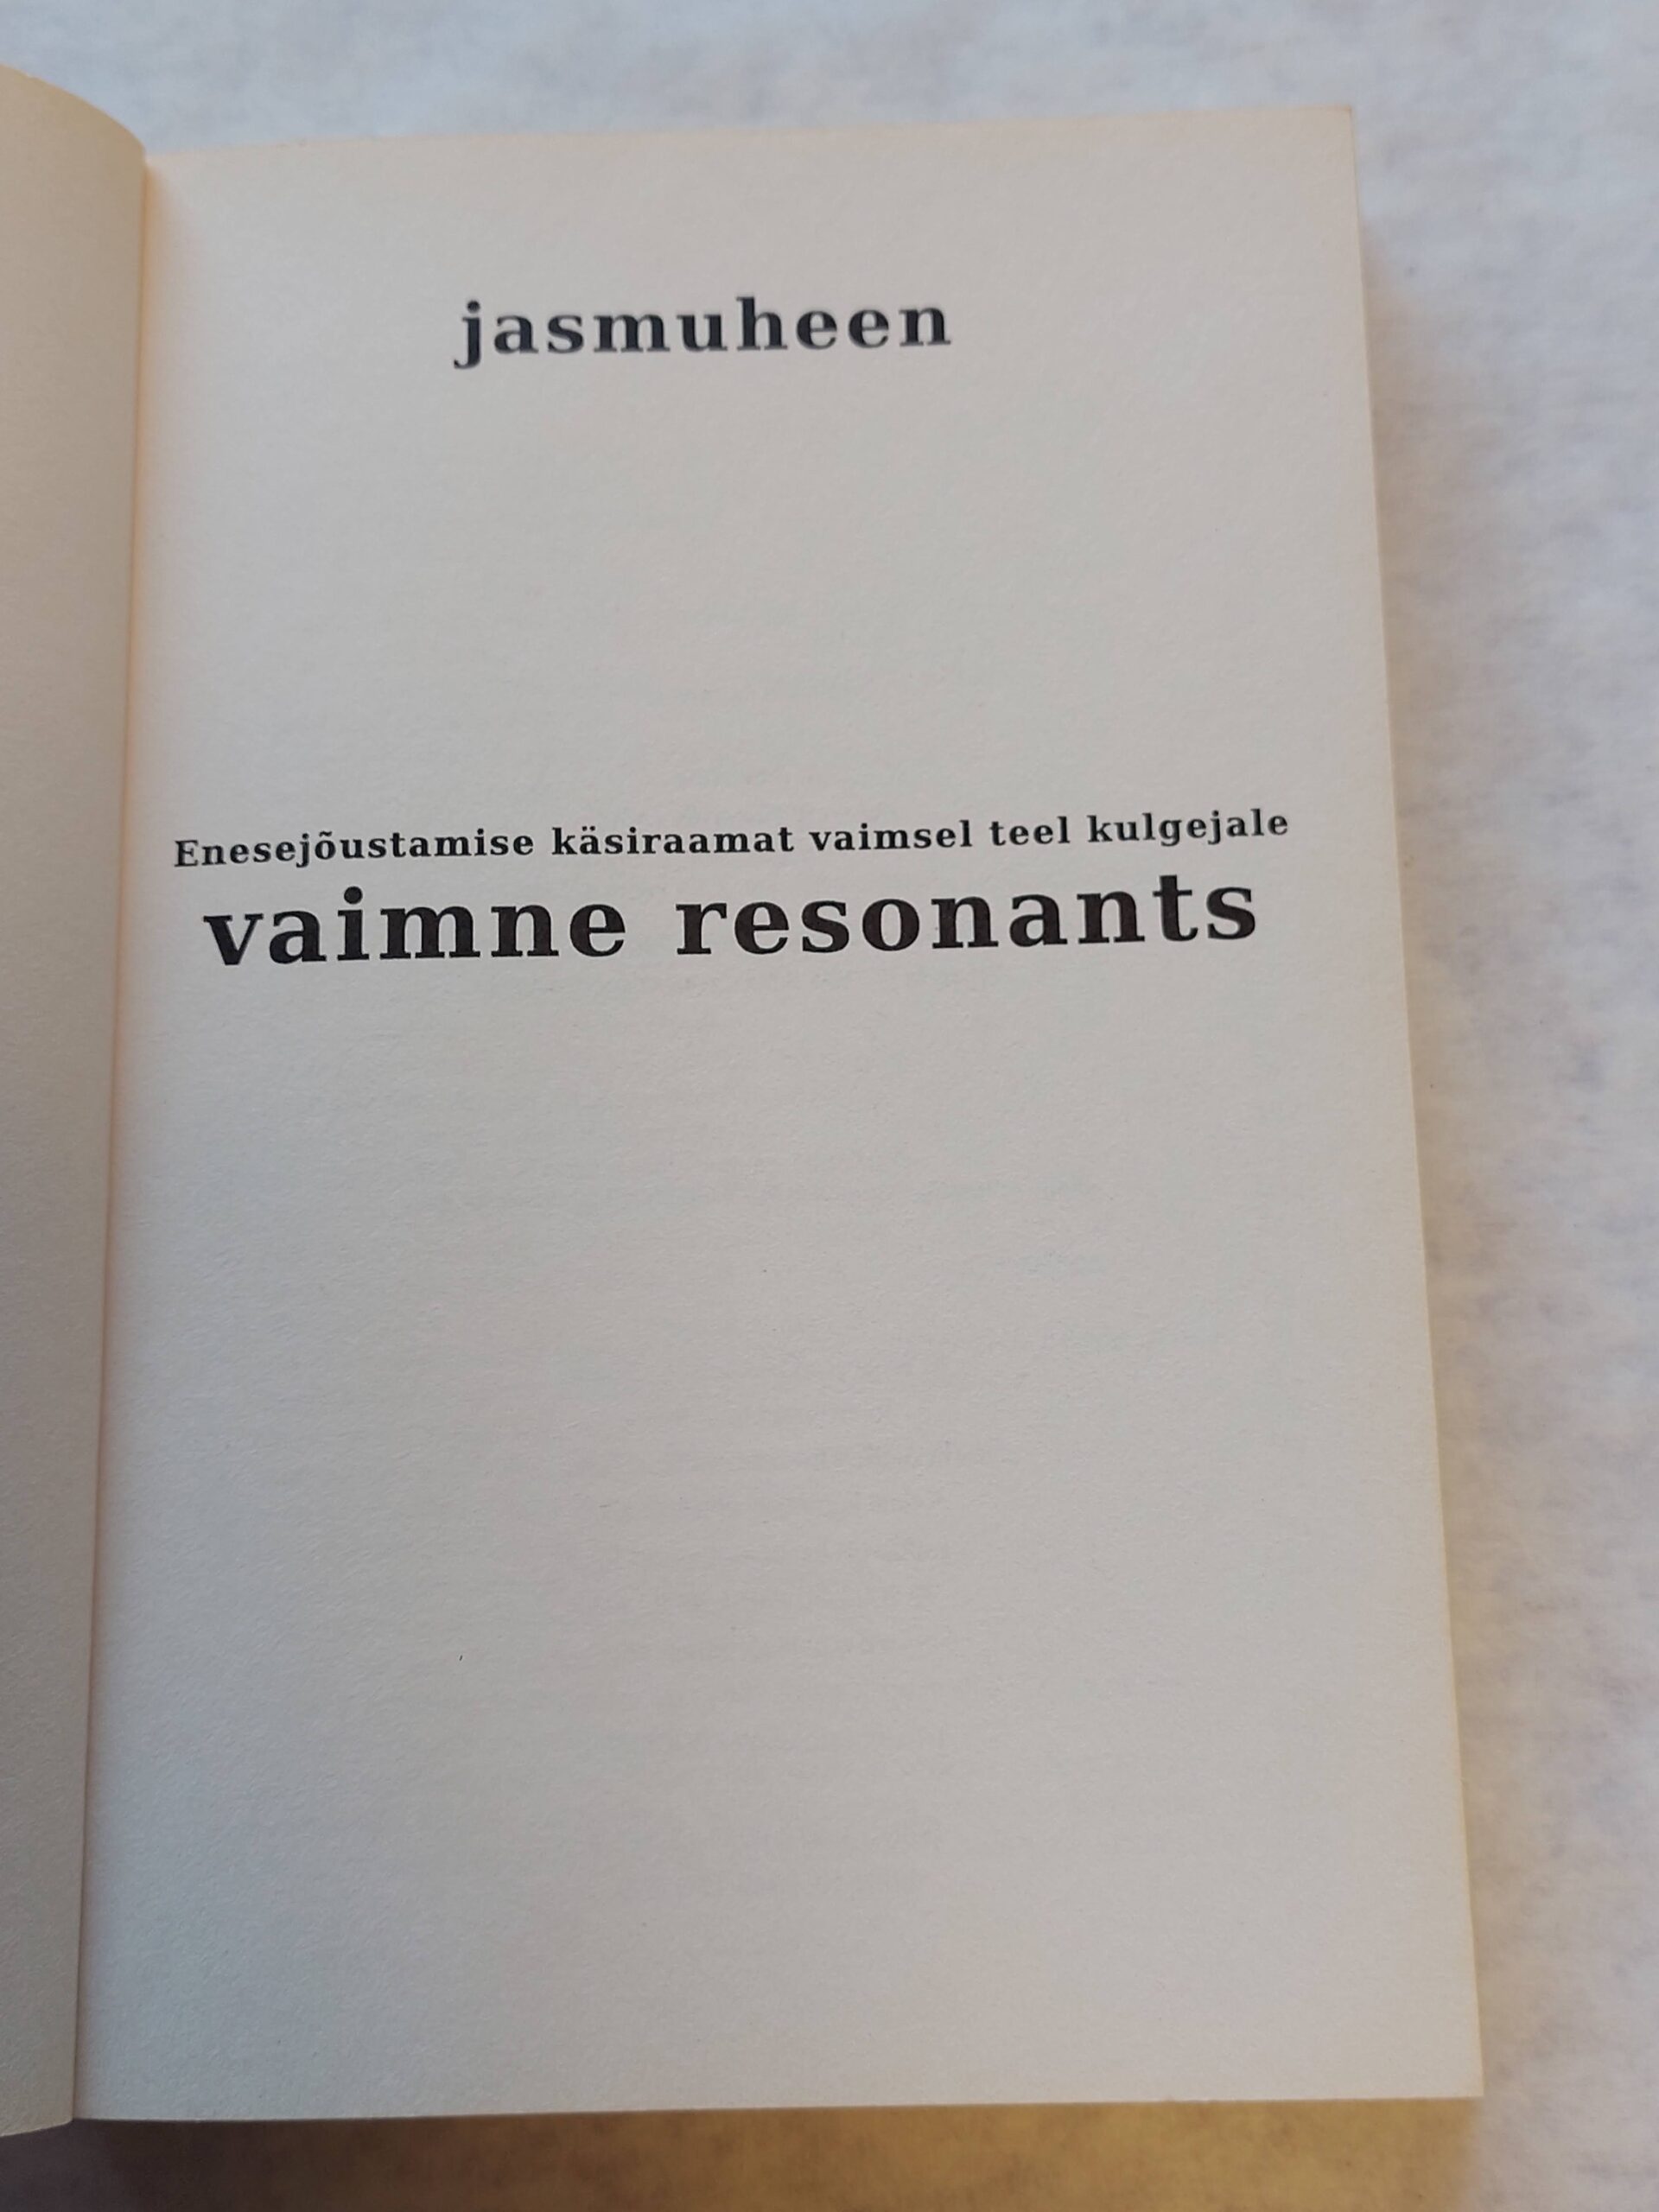 jasmuheen
Enesejõustamise käsiraamat vaimsel teel kulgejale
vaimne resonants